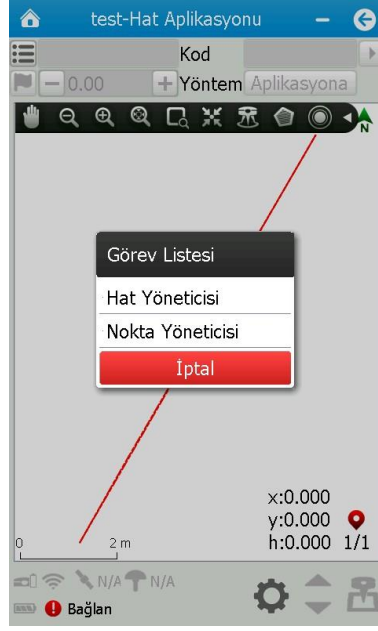 test-Hat Aplikasyonu
Kod
0.00 Yöntem Aplikasyona
N
Görev Listesi
Hat Yöneticisi
Nokta Yöneticisi
İptal
x:0.000
y:0.000
0 2 m h:0.000 1/1
N/A N/A
Bağlan